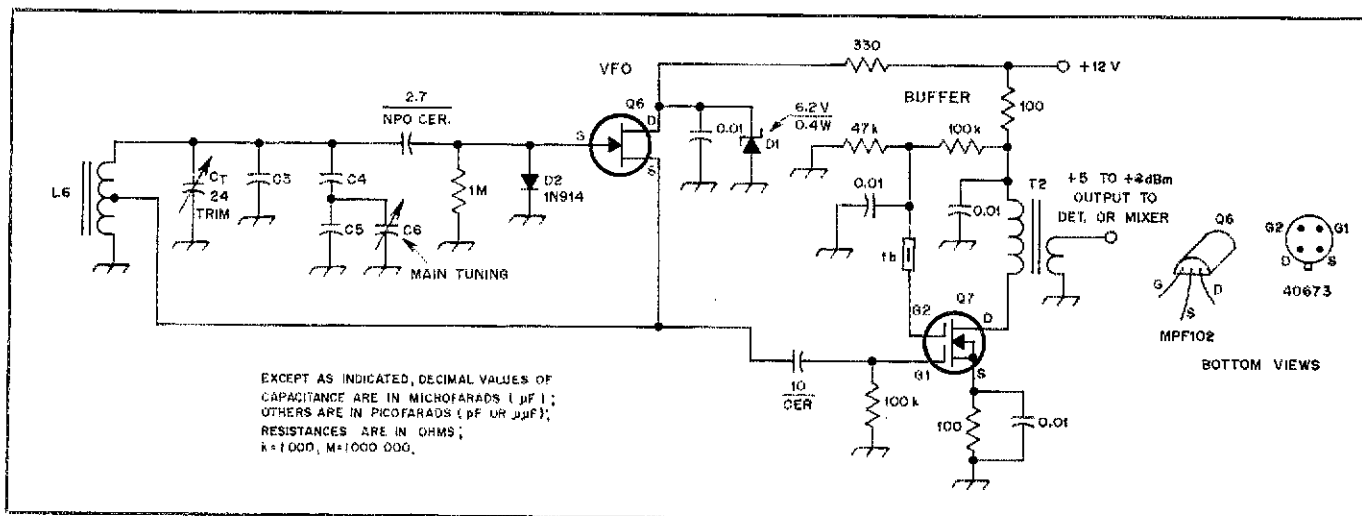 330
VFO
+12 V
BUFFER
2.7
NPO CER.
Q6
D
G
S
0.01
6.2 V
0.4W
D1
47k
100k
100
L6
CT
24
TRIM
C3
C4
C5
C6
MAIN TUNING
1M
D2
1N914
0.01
fb
0.01
T2
+5 TO +8dBm
OUTPUT TO
DET. OR MIXER
G2
Q7
D
G1
S
10
CER
100k
100
0.01
Q6
G
S
D
MPF102
G2
G1
D
S
40673
BOTTOM VIEWS
EXCEPT AS INDICATED, DECIMAL VALUES OF
CAPACITANCE ARE IN MICROFARADS (µF);
OTHERS ARE IN PICOFARADS (pF OR µµF);
RESISTANCES ARE IN OHMS;
k=1000, M=1000 000.